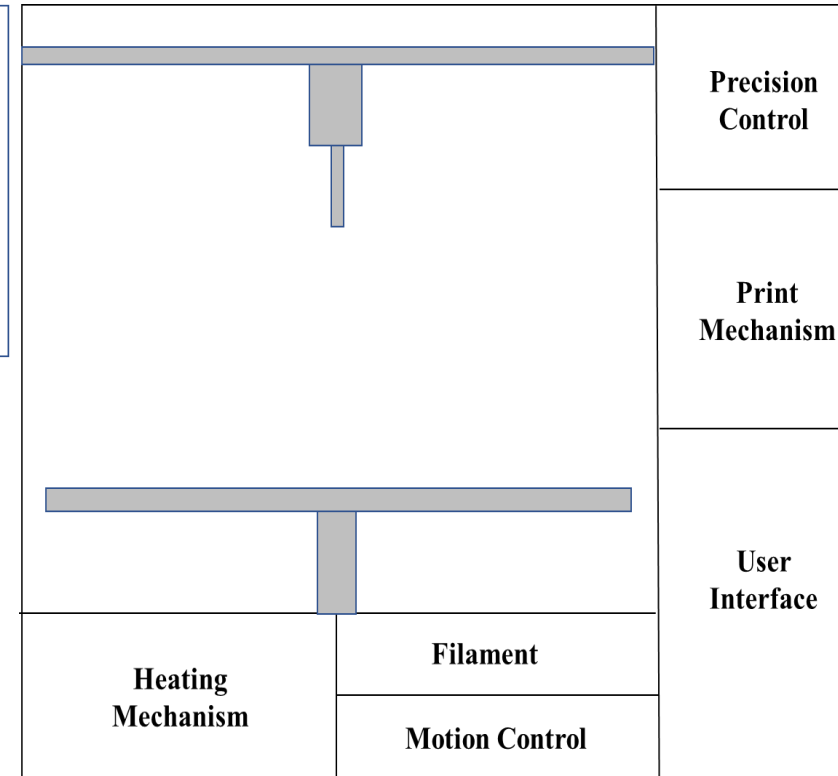 Precision
Control
Print
Mechanism
User
Interface
Filament
Heating
Mechanism
Motion Control